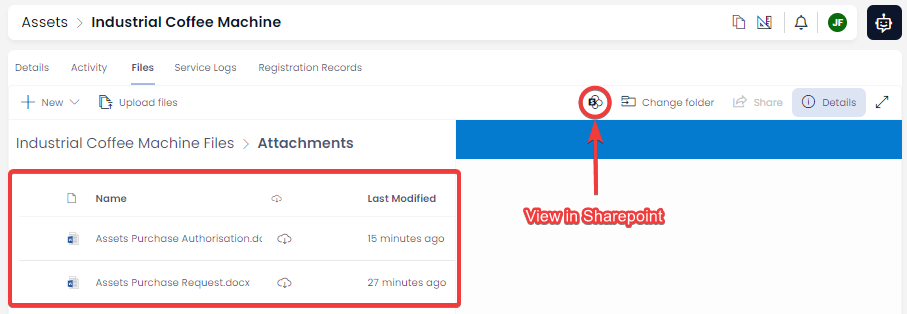 Assets > Industrial Coffee Machine
JF
Details Activity Files Service Logs Registration Records
New Upload files Change folder Share Details
Industrial Coffee Machine Files > Attachments
Name Last Modified
View in Sharepoint
Assets Purchase Authorisation.dc 15 minutes ago
Assets Purchase Request.docx 27 minutes ago